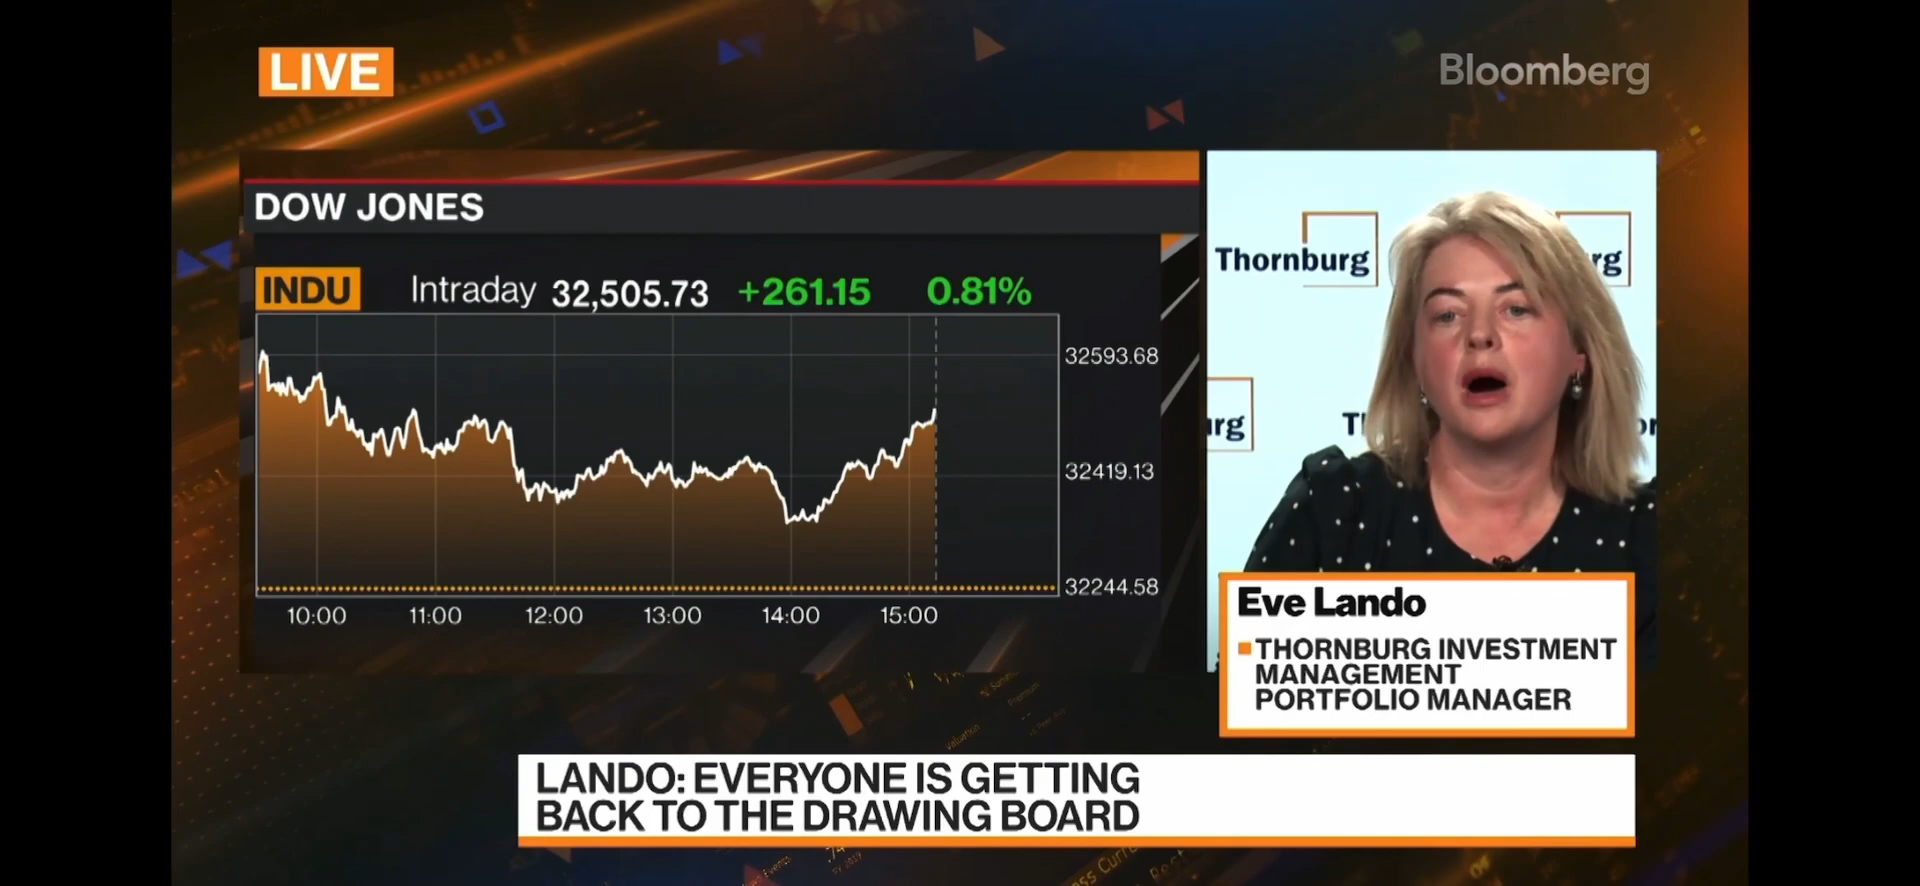 LIVE
Bloomberg
DOW JONES
INDU Intraday 32,505.73 +261.15 0.81%
32593.68
32419.13
32244.58
10:00 11:00 12:00 13:00 14:00 15:00
Thornburg
rg
rg
T
Eve Lando
THORNBURG INVESTMENT
MANAGEMENT
PORTFOLIO MANAGER
LANDO: EVERYONE IS GETTING
BACK TO THE DRAWING BOARD